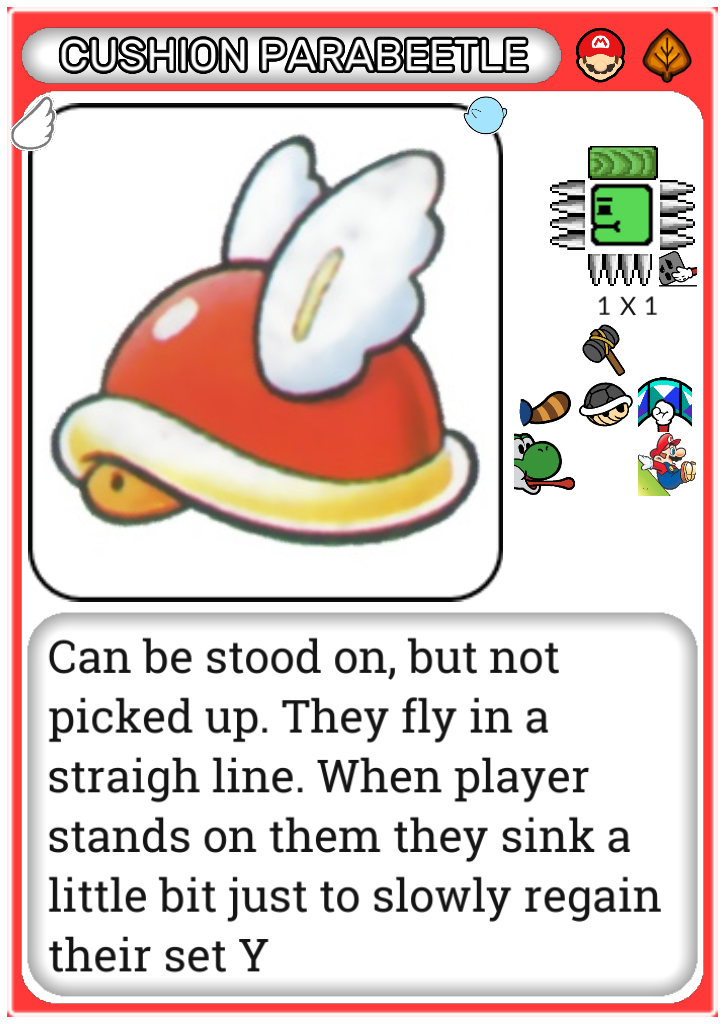 CUSHION PARABEETLE
1 X 1
Can be stood on, but not
picked up. They fly in a
straigh line. When player
stands on them they sink a
little bit just to slowly regain
their set Y